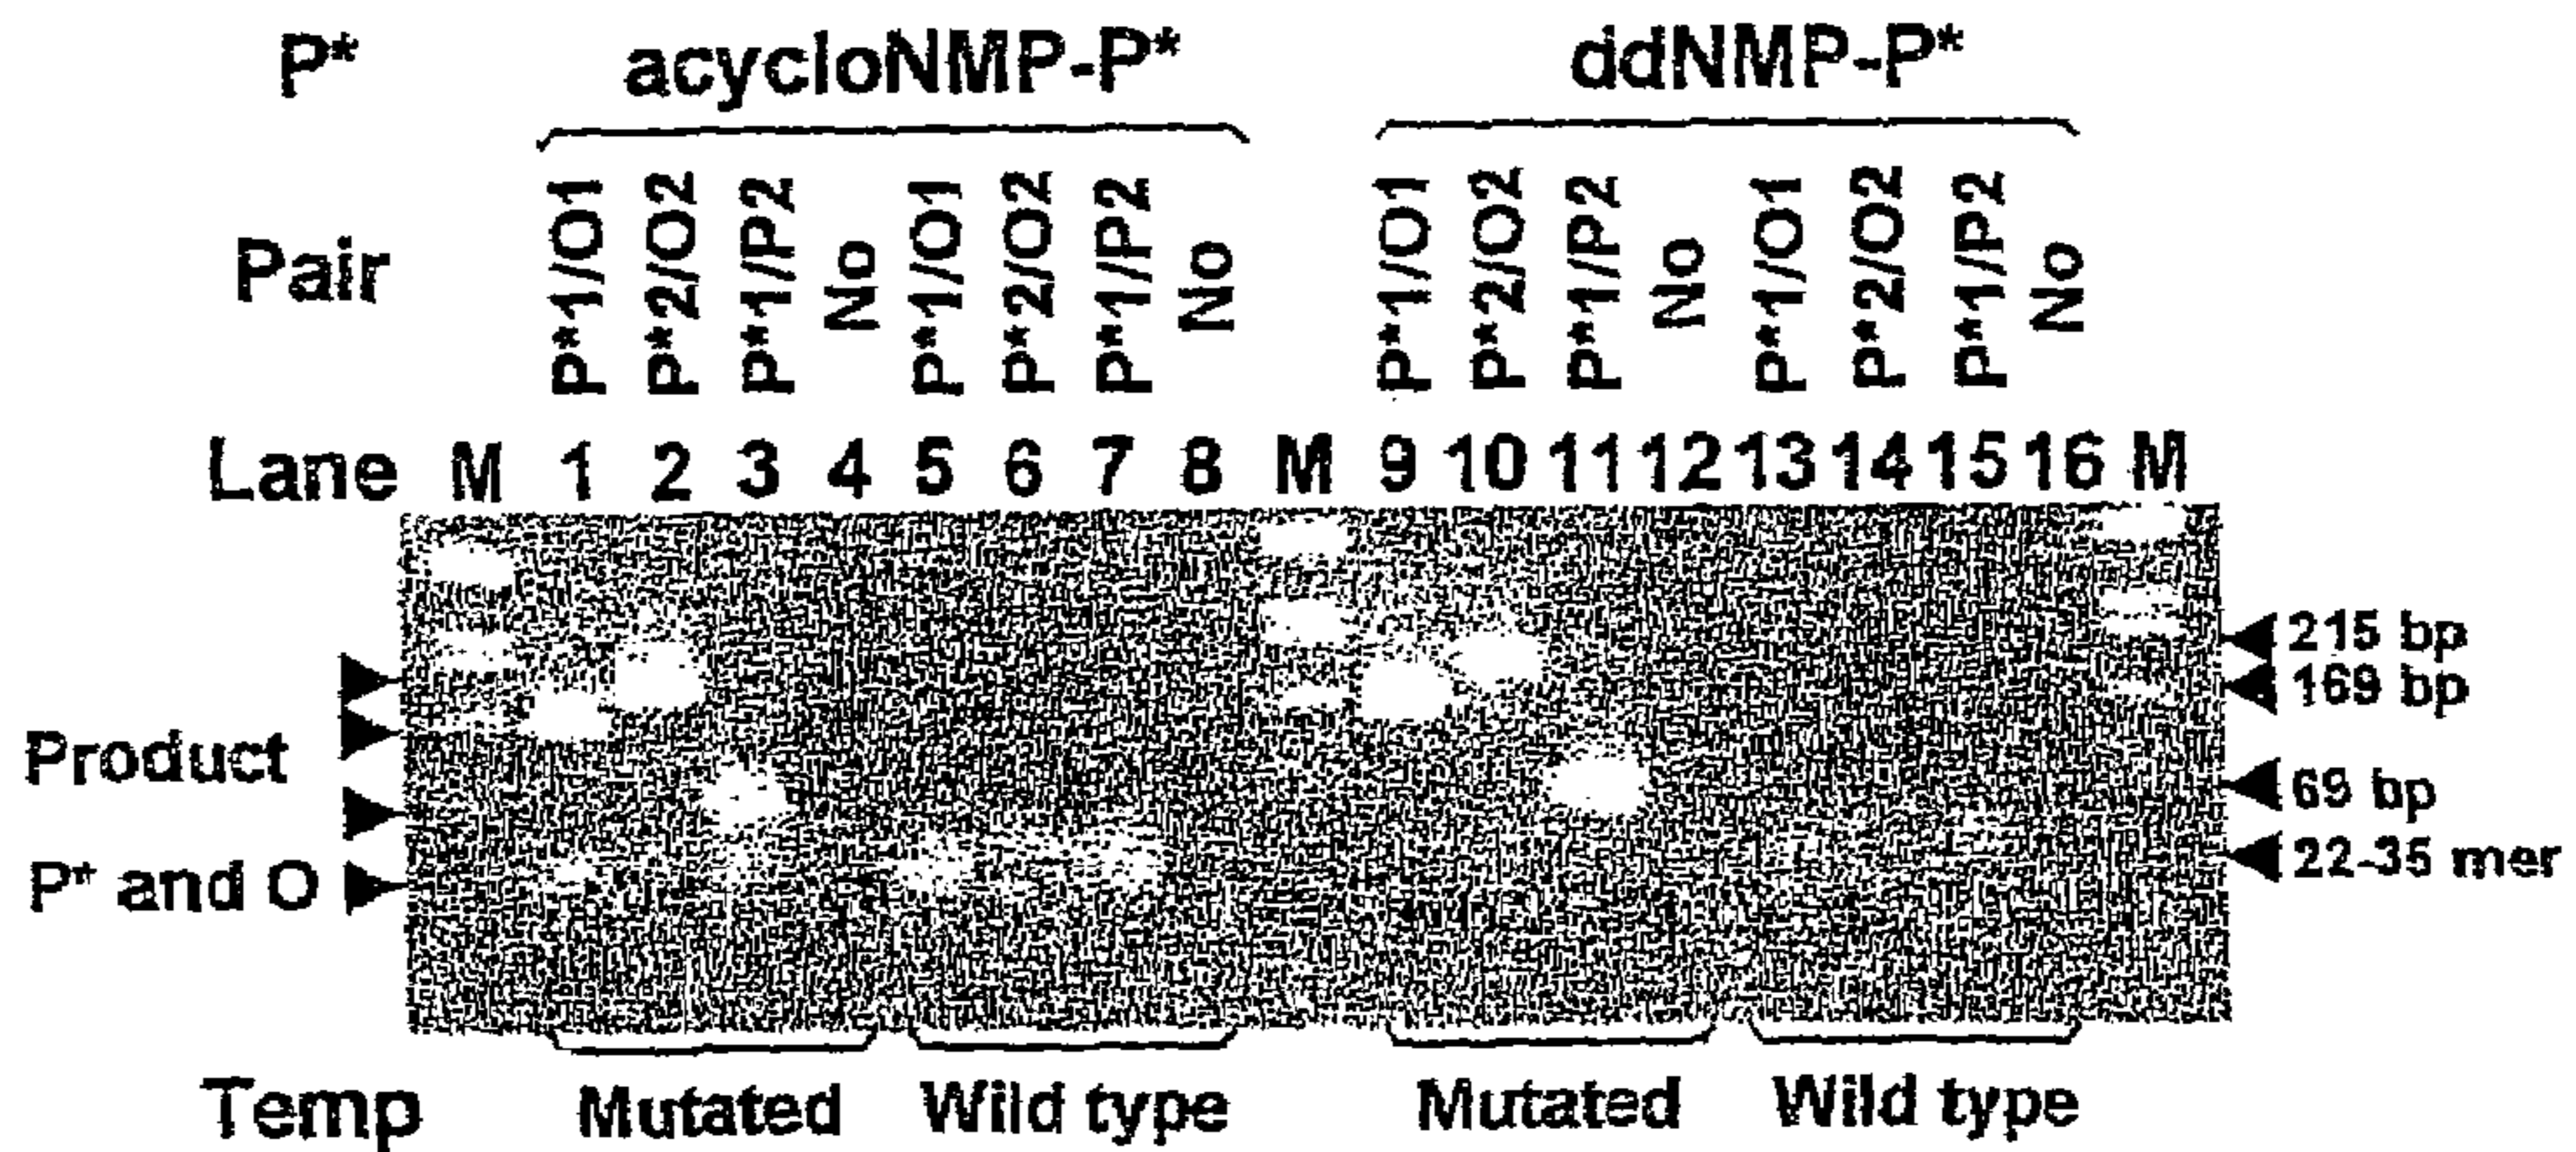 P* acycloNMP-P* ddNMP-P*
Pair P*1/O1 P*2/O2 P*1/P2 No P*1/O1 P*2/O2 P*1/P2 No P*1/O1 P*2/O2 P*1/P2 No P*1/O1 P*2/O2 P*1/P2 No
Lane M 1 2 3 4 5 6 7 8 M 9 10 11 12 13 14 15 16 M
215 bp
169 bp
Product
69 bp
P* and O 22-35 mer
Temp Mutated Wild type Mutated Wild type